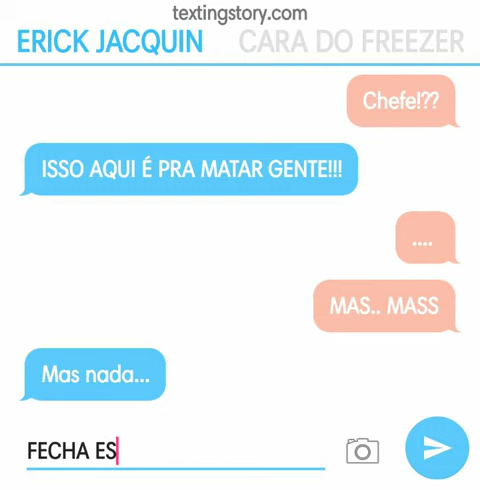 textingstory.com
ERICK JACQUIN CARA DO FREEZER
Chefe!??
ISSO AQUI É PRA MATAR GENTE!!!
....
MAS.. MASS
Mas nada...
FECHA ES